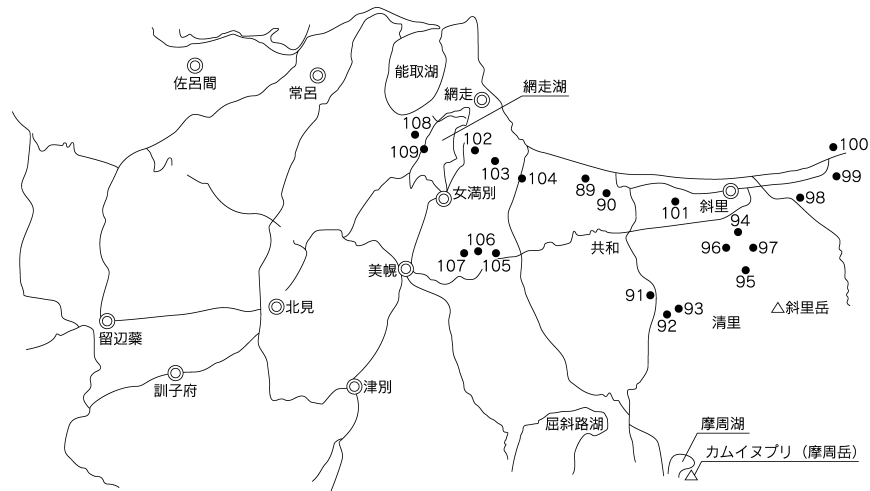 能取湖
佐呂間
常呂
網走
網走湖
108
109
102
103
104
100
99
98
89
90
101
斜里
女満別
94
96
97
95
共和
106
107
105
美幌
91
93
92
清里
△斜里岳
北見
留辺蘂
訓子府
津別
屈斜路湖
摩周湖
カムイヌプリ（摩周岳）